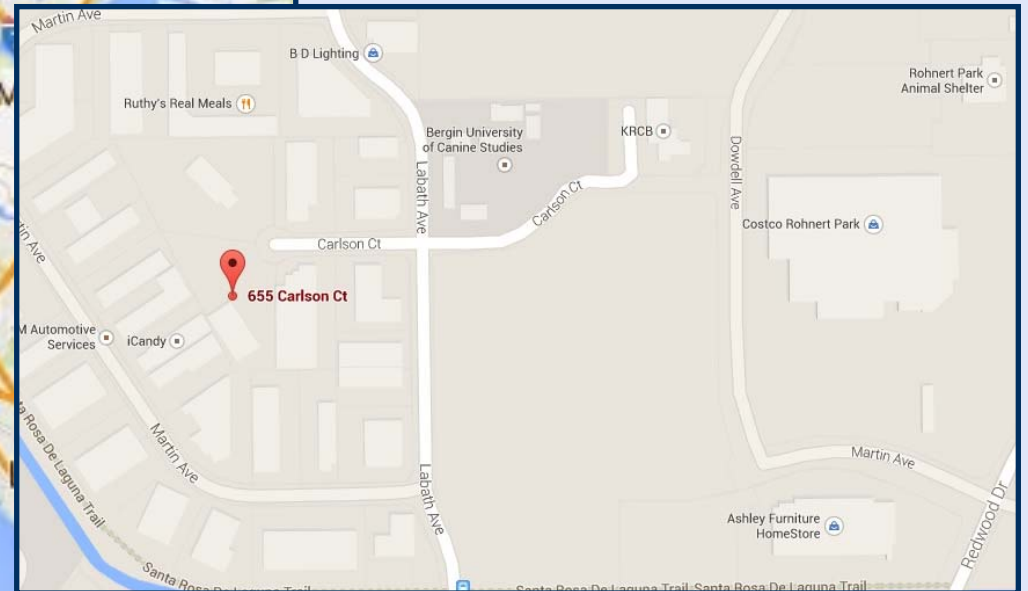 Martin Ave
B D Lighting
Rohnert Park
Animal Shelter
Ruthy's Real Meals
KRCB
Bergin University
of Canine Studies
Dowdell Ave
Labath Ave
Carlson Ct
Costco Rohnert Park
Carlson Ct
655 Carlson Ct
Automotive
Services
iCandy
Martin Ave
Rosa De Laguna Trail
Martin Ave
Labath Ave
Ashley Furniture
HomeStore
Redwood Dr
Santa Rosa De Laguna Trail
Santa Rosa De Laguna Trail
Santa Rosa De Laguna Trail